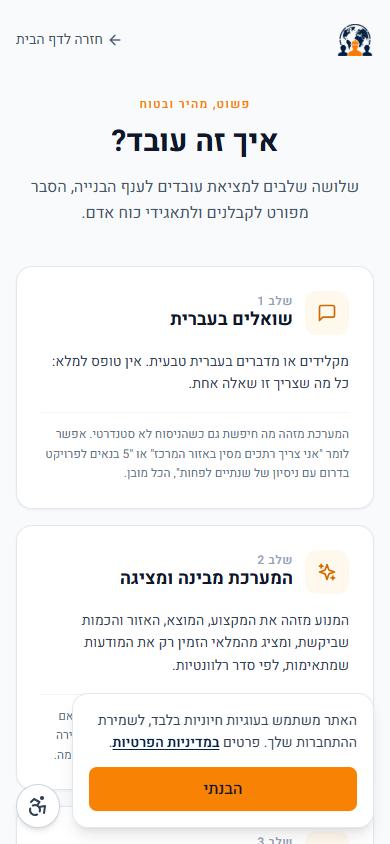 חזרה לדף הבית
פשוט, מהיר ובטוח
איך זה עובד?
שלושה שלבים למציאת עובדים לענף הבנייה, הסבר
מפורט לקבלנים ולתאגידי כוח אדם.
שלב 1
שואלים בעברית
מקלידים או מדברים בעברית טבעית. אין טופס למלא:
כל מה שצריך זו שאלה אחת.
המערכת מזהה מה חיפשת גם כשהניסוח לא סטנדרטי. אפשר
לומר "אני צריך רתכים מסין באזור המרכז" או "5 בנאים לפרויקט
בדרום עם ניסיון של שנתיים לפחות", הכל מובן.
שלב 2
המערכת מבינה ומציגה
המנוע מזהה את המקצוע, המוצא, האזור והכמות
שביקשת, ומציג מהמלאי הזמין רק את המודעות
שמתאימות, לפי סדר רלוונטיות.
האתר משתמש בעוגיות חיוניות בלבד, לשמירת
ההתחברות שלך. פרטים במדיניות הפרטיות.
הבנתי
שלב 3